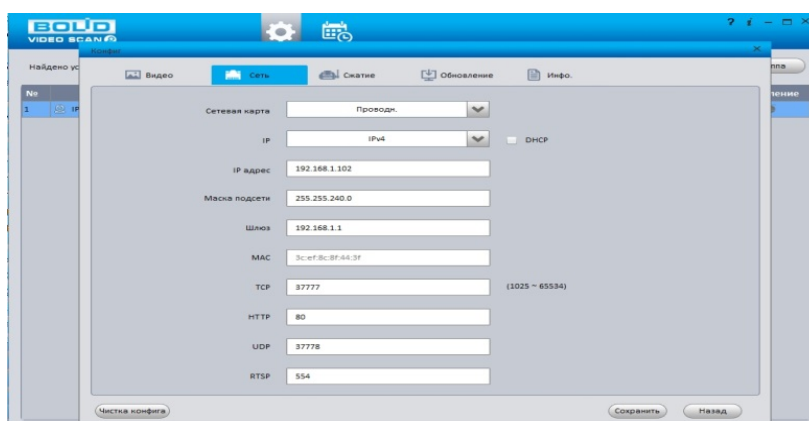 BOLID
VIDEO SCAN
? i
Конфиг
Найдено ус
ппа
Видео Сеть Сжатие Обновление Инфо.
№
1 IP
Сетевая карта Проводн.
IP IPv4 DHCP
IP адрес 192.168.1.102
Маска подсети 255.255.240.0
Шлюз 192.168.1.1
MAC 3c:ef:8c:8f:44:3f
TCP 37777 (1025 ~ 65534)
HTTP 80
UDP 37778
RTSP 554
Чистка конфига Сохранить Назад